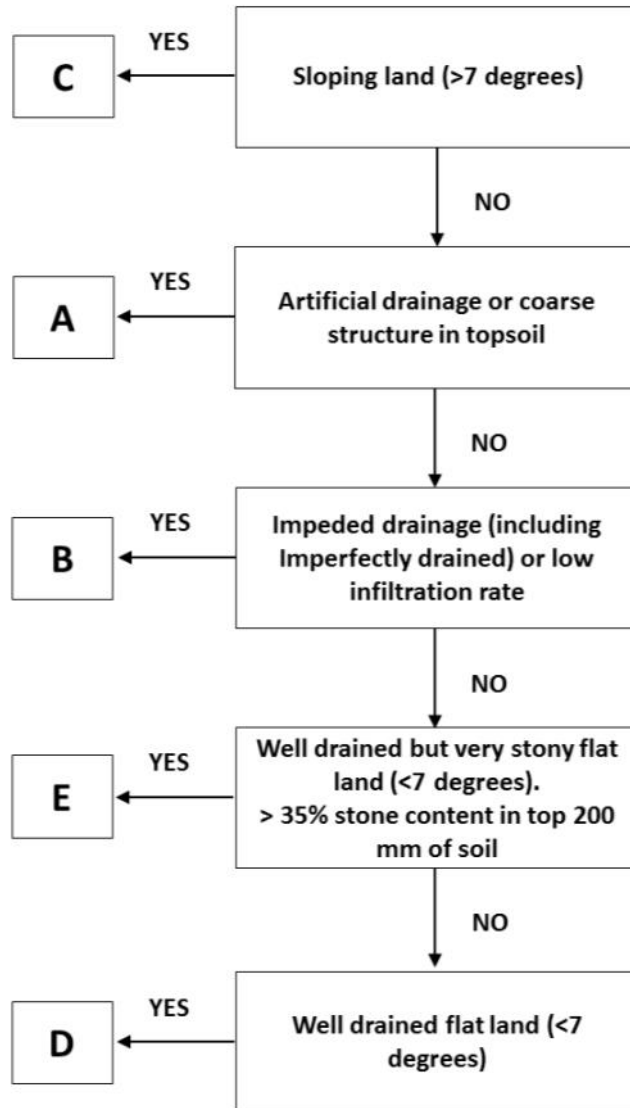 YES
C
Sloping land (>7 degrees)
NO
YES
A
Artificial drainage or coarse
structure in topsoil
NO
YES
B
Impeded drainage (including
Imperfectly drained) or low
infiltration rate
NO
YES
E
Well drained but very stony flat
land (<7 degrees).
> 35% stone content in top 200
mm of soil
NO
YES
D
Well drained flat land (<7
degrees)